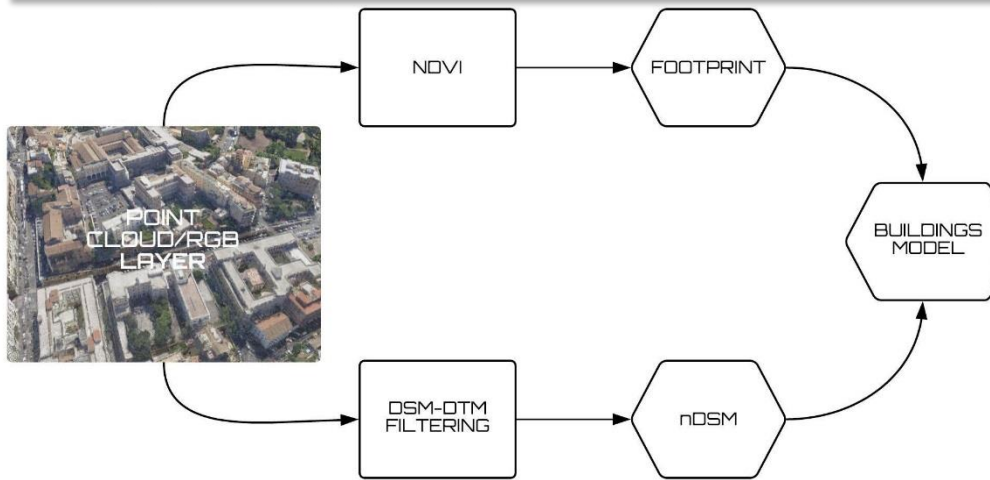 NDVI
FOOTPRINT
POINT
CLOUD/RGB
LAYER
BUILDINGS
MODEL
DSM-DTM
FILTERING
nDSM